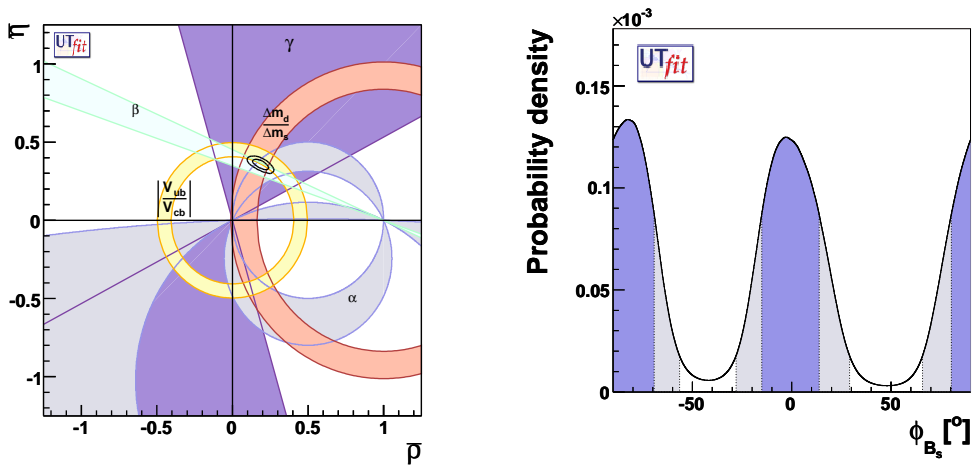 η̅
UTfit
γ
β
Δm_d
Δm_s
|V_ub
V_cb|
α
1
0.5
0
-0.5
-1
-1 -0.5 0 0.5 1
ρ̅
×10⁻³
Probability density
UTfit
0.15
0.1
0.05
0
-50 0 50
ϕ_Bs [°]